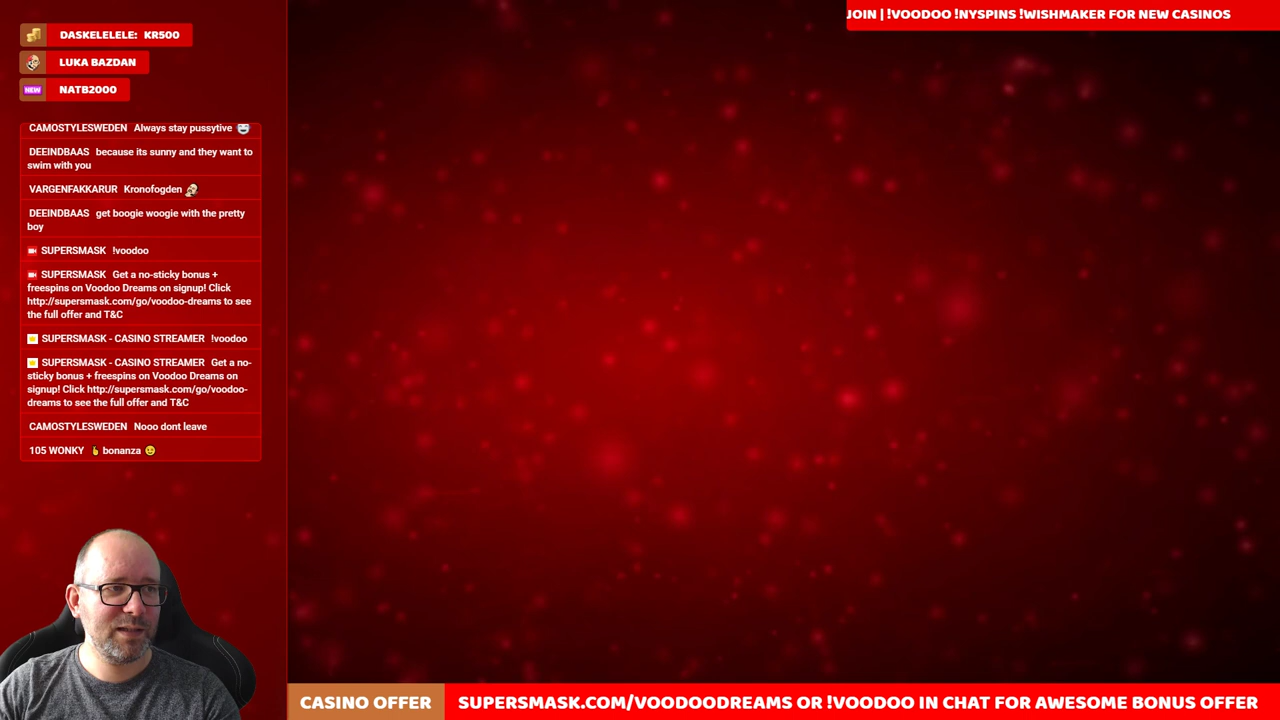 JOIN | !VOODOO !NYSPINS !WISHMAKER FOR NEW CASINOS
DASKELELELE: KR500
LUKA BAZDAN
NEW NATB2000
CAMOSTYLESWEDEN Always stay pussytive
DEEINDBAAS because its sunny and they want to
swim with you
VARGENFAKKARUR Kronofogden
DEEINDBAAS get boogie woogie with the pretty
boy
SUPERSMASK !voodoo
SUPERSMASK Get a no-sticky bonus +
freespins on Voodoo Dreams on signup! Click
http://supersmask.com/go/voodoo-dreams to see
the full offer and T&C
SUPERSMASK - CASINO STREAMER !voodoo
SUPERSMASK - CASINO STREAMER Get a no-
sticky bonus + freespins on Voodoo Dreams on
signup! Click http://supersmask.com/go/voodoo-
dreams to see the full offer and T&C
CAMOSTYLESWEDEN Nooo dont leave
105 WONKY 💪 bonanza 😉
CASINO OFFER SUPERSMASK.COM/VOODOODREAMS OR !VOODOO IN CHAT FOR AWESOME BONUS OFFER